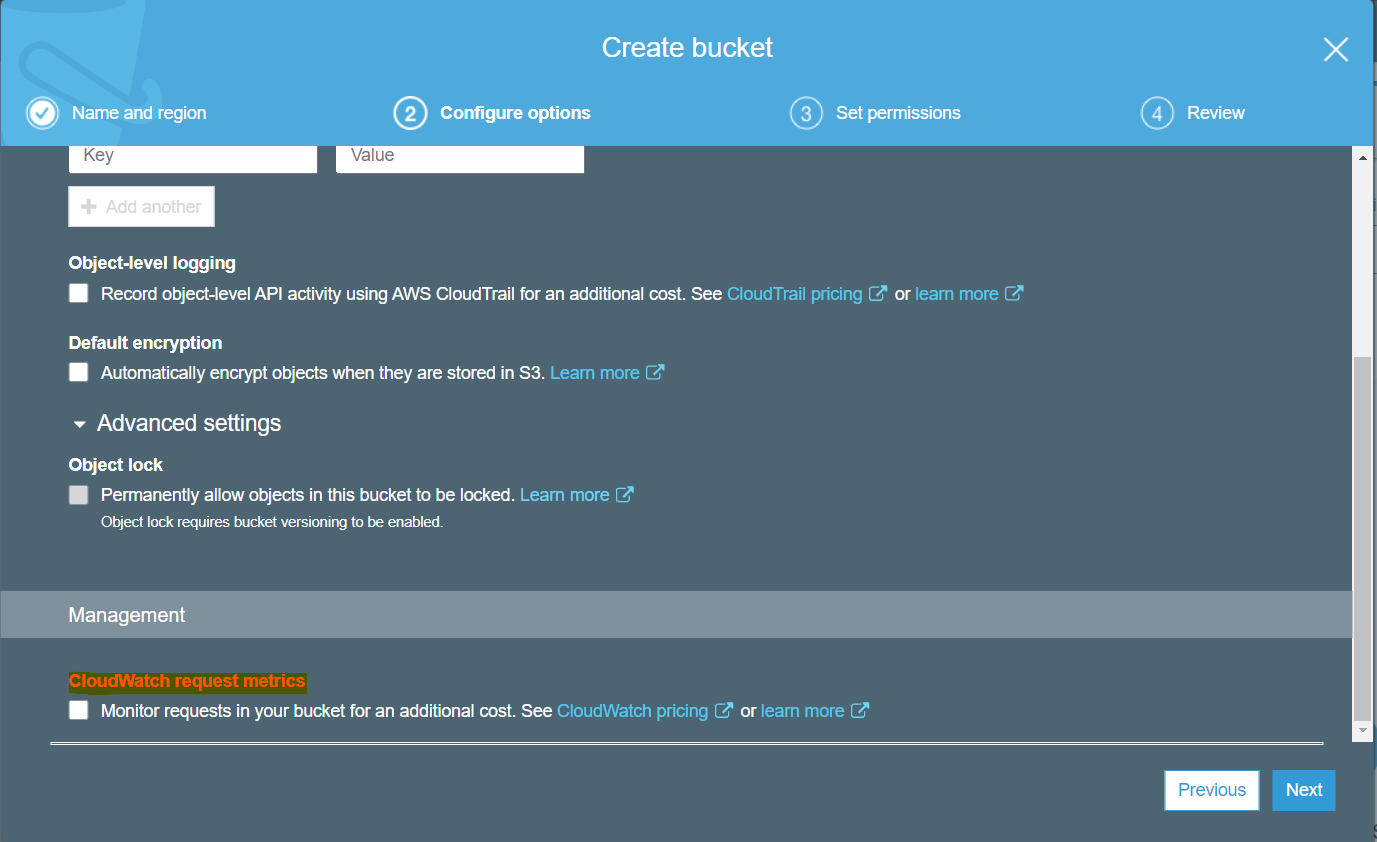 Create bucket
Name and region
2 Configure options
3 Set permissions
4 Review
Key Value
Add another
Object-level logging
Record object-level API activity using AWS CloudTrail for an additional cost. See CloudTrail pricing or learn more
Default encryption
Automatically encrypt objects when they are stored in S3. Learn more
Advanced settings
Object lock
Permanently allow objects in this bucket to be locked. Learn more
Object lock requires bucket versioning to be enabled.
Management
CloudWatch request metrics
Monitor requests in your bucket for an additional cost. See CloudWatch pricing or learn more
Previous Next